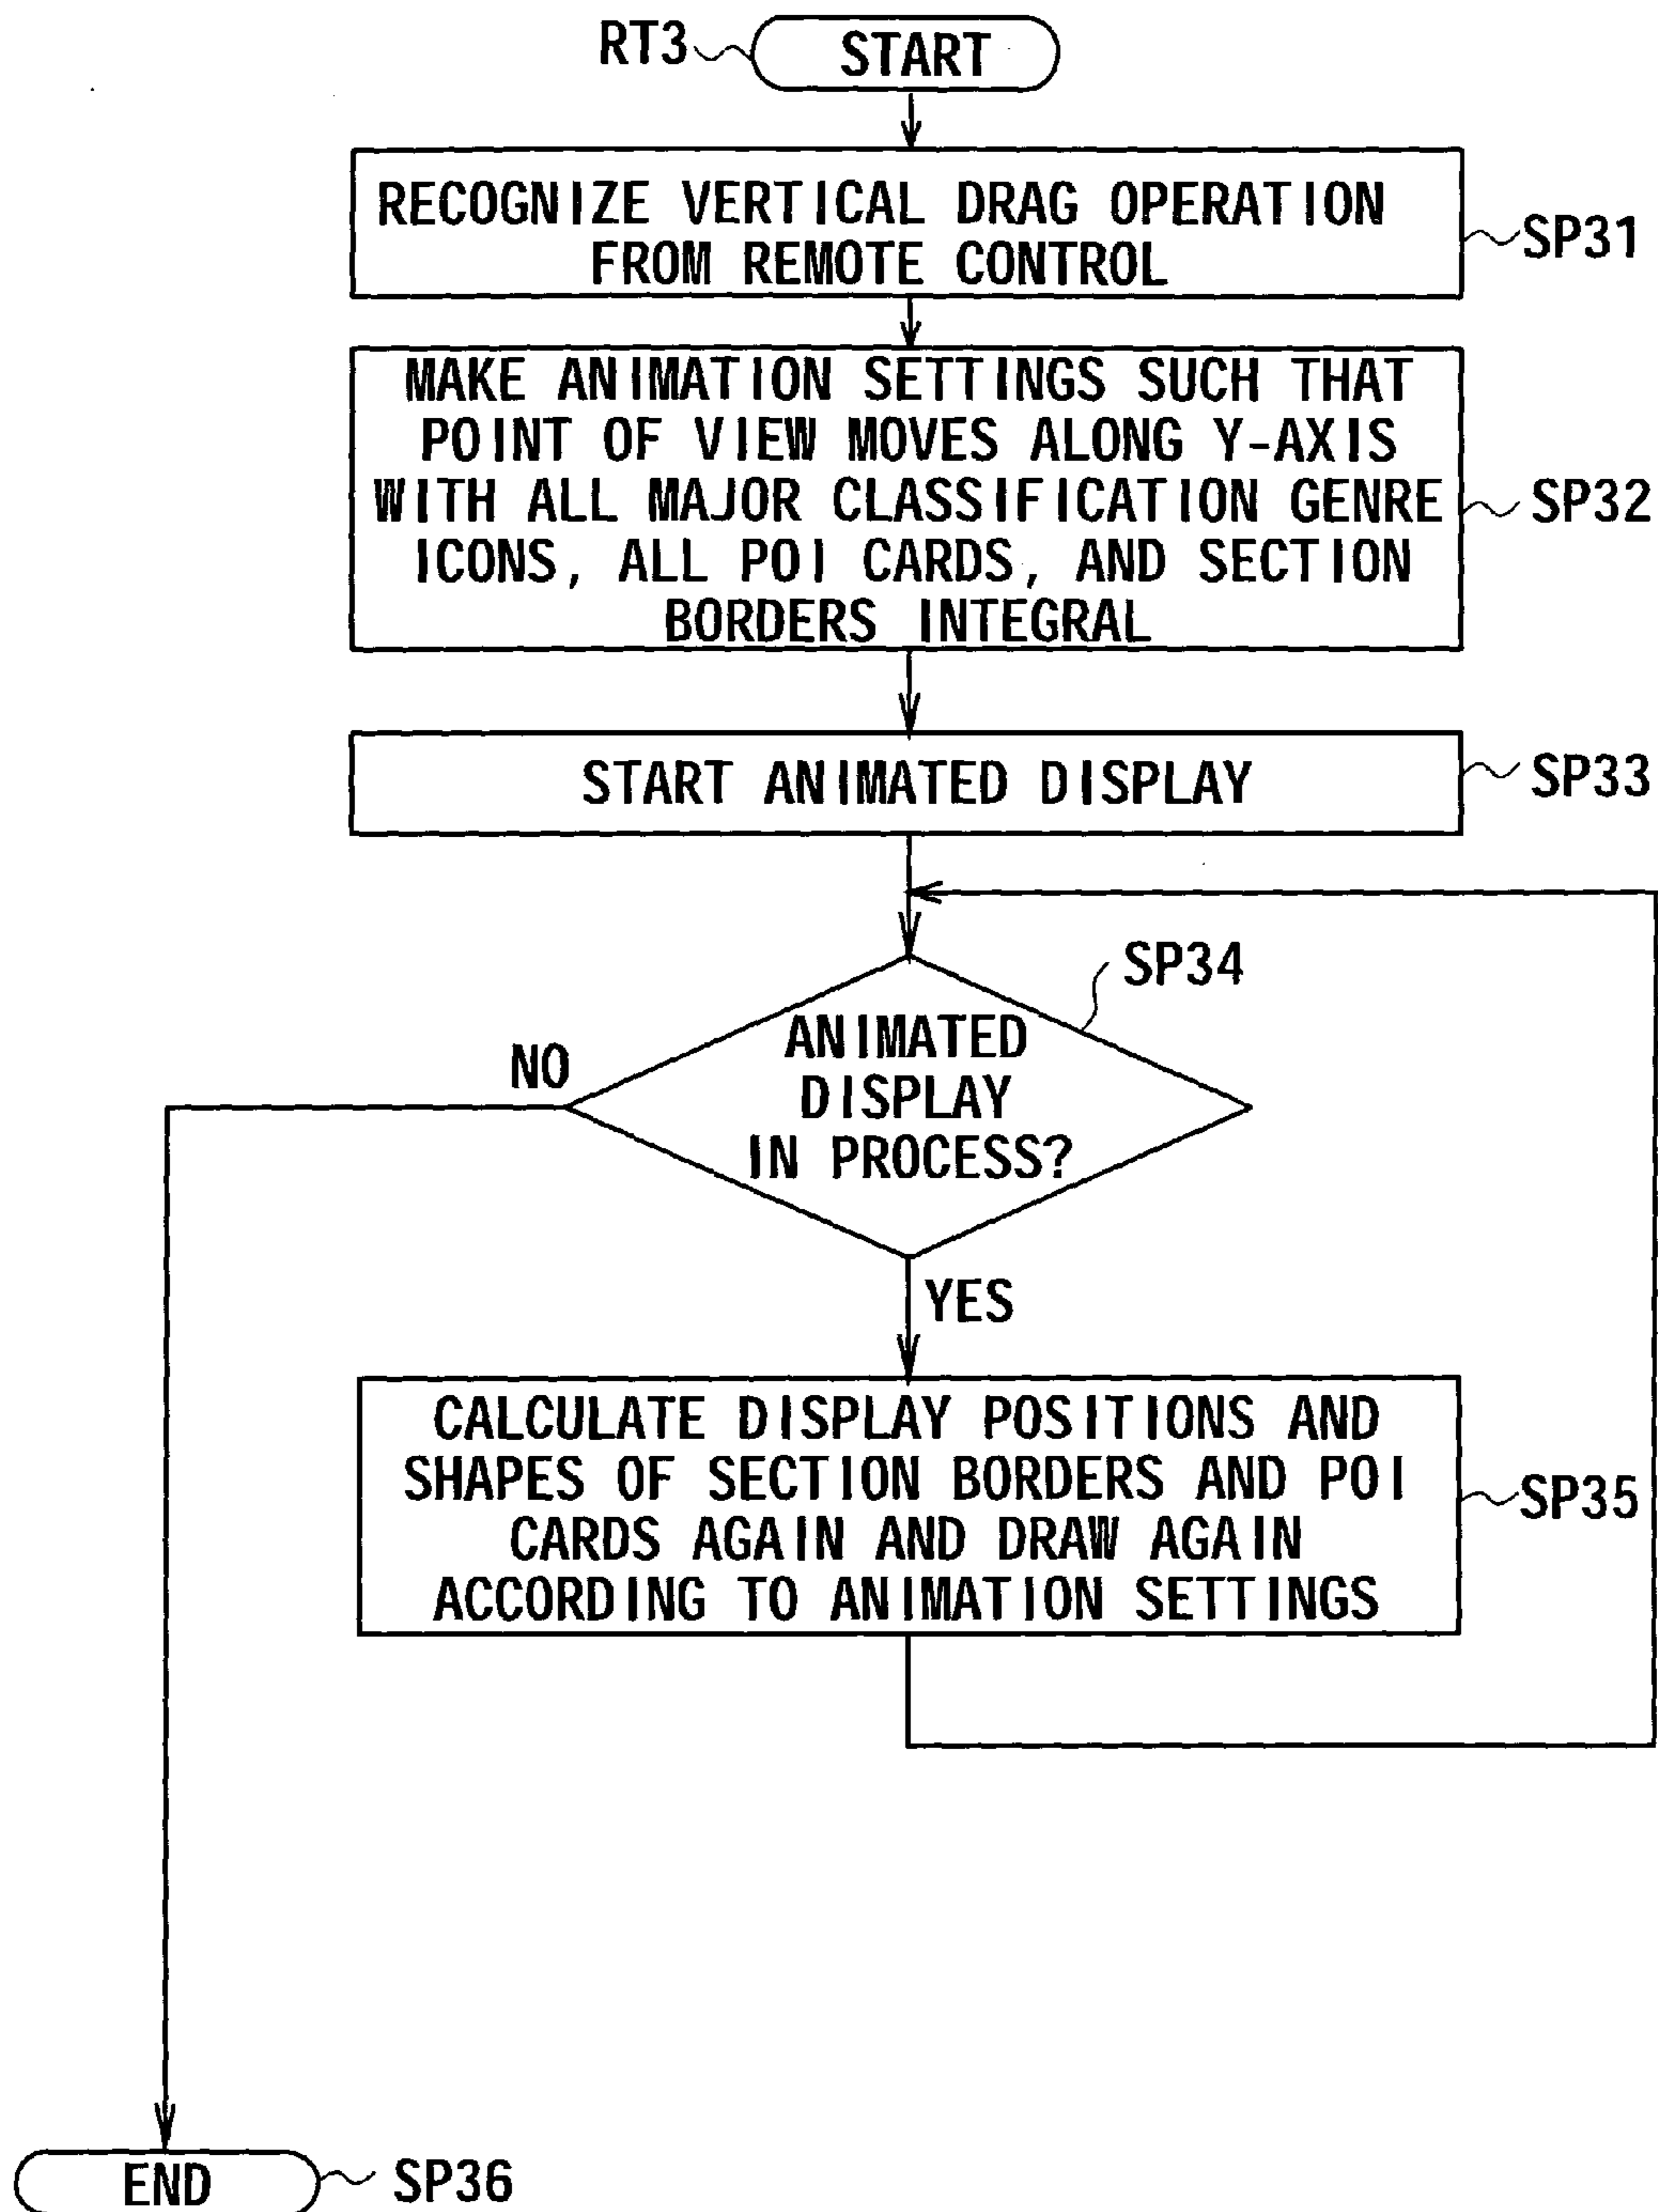 RT3
START
RECOGNIZE VERTICAL DRAG OPERATION
FROM REMOTE CONTROL
SP31
MAKE ANIMATION SETTINGS SUCH THAT
POINT OF VIEW MOVES ALONG Y-AXIS
WITH ALL MAJOR CLASSIFICATION GENRE
ICONS, ALL POI CARDS, AND SECTION
BORDERS INTEGRAL
SP32
START ANIMATED DISPLAY
SP33
SP34
ANIMATED
DISPLAY
IN PROCESS?
NO
YES
CALCULATE DISPLAY POSITIONS AND
SHAPES OF SECTION BORDERS AND POI
CARDS AGAIN AND DRAW AGAIN
ACCORDING TO ANIMATION SETTINGS
SP35
END
SP36